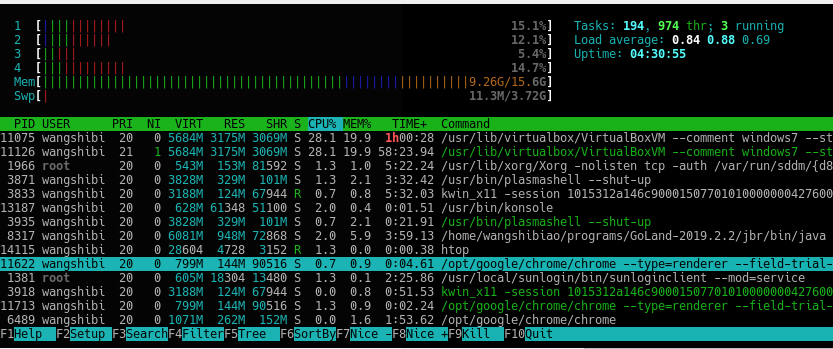 1 [||||||||||||| 15.1%] Tasks: 194, 974 thr; 3 running
2 [||||||||||| 12.1%] Load average: 0.84 0.88 0.69
3 [||||| 5.4%] Uptime: 04:30:55
4 [||||||||||||| 14.7%]
Mem[||||||||||||||||||||||||||||||||||||||||||||||||||||||||||||||9.26G/15.6G]
Swp[| 11.3M/3.72G]
PID USER PRI NI VIRT RES SHR S CPU% MEM% TIME+ Command
11075 wangshibi 20 0 5684M 3175M 3069M S 28.1 19.9 1h00:28 /usr/lib/virtualbox/VirtualBoxVM --comment windows7 --st
11126 wangshibi 21 1 5684M 3175M 3069M S 28.1 19.9 58:23.94 /usr/lib/virtualbox/VirtualBoxVM --comment windows7 --st
1966 root 20 0 543M 153M 81592 S 1.3 1.0 5:22.24 /usr/lib/Xorg/Xorg -nolisten tcp -auth /var/run/sddm/{d8
3871 wangshibi 20 0 3828M 329M 101M S 1.3 2.1 3:32.42 /usr/bin/plasmashell --shut-up
3833 wangshibi 20 0 3188M 124M 67944 R 0.7 0.8 5:32.03 kwin_x11 -session 1015312a146c90001507701010000000427600
13187 wangshibi 20 0 628M 61348 51100 S 2.0 0.4 0:01.51 /usr/bin/konsole
3935 wangshibi 20 0 3828M 329M 101M S 0.7 2.1 0:21.91 /usr/bin/plasmashell --shut-up
8317 wangshibi 20 0 6081M 948M 72868 S 2.0 5.9 3:59.13 /home/wangshibiao/programs/GoLand-2019.2.2/jbr/bin/java
14115 wangshibi 20 0 28604 4728 3152 R 1.3 0.0 0:00.38 htop
11622 wangshibi 20 0 799M 144M 90516 S 0.7 0.9 0:04.61 /opt/google/chrome/chrome --type=renderer --field-trial-
1381 root 20 0 605M 18304 13480 S 1.3 0.1 2:25.86 /usr/local/sunlogin/bin/sunloginclient --mod=service
3918 wangshibi 20 0 3188M 124M 67944 S 0.0 0.8 0:51.53 kwin_x11 -session 1015312a146c90001507701010000000427600
11713 wangshibi 20 0 799M 144M 90516 S 1.3 0.9 0:02.24 /opt/google/chrome/chrome --type=renderer --field-trial-
6489 wangshibi 20 0 1071M 262M 152M S 0.0 1.6 1:53.62 /opt/google/chrome/chrome
F1Help F2Setup F3SearchF4FilterF5Tree F6SortByF7Nice -F8Nice +F9Kill F10Quit